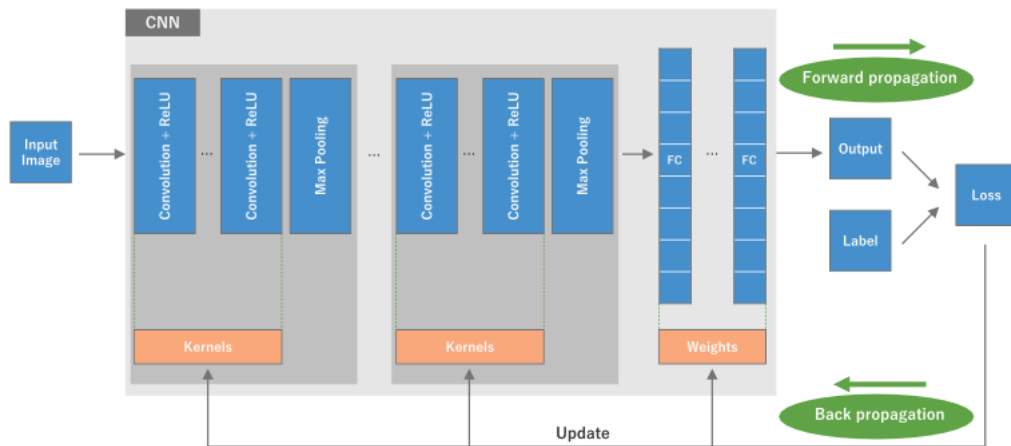 CNN
Forward propagation
Input
Image
Convolution + ReLU
...
Convolution + ReLU
Max Pooling
...
Convolution + ReLU
...
Convolution + ReLU
Max Pooling
FC
...
FC
Output
Label
Loss
Kernels
Kernels
Weights
Back propagation
Update